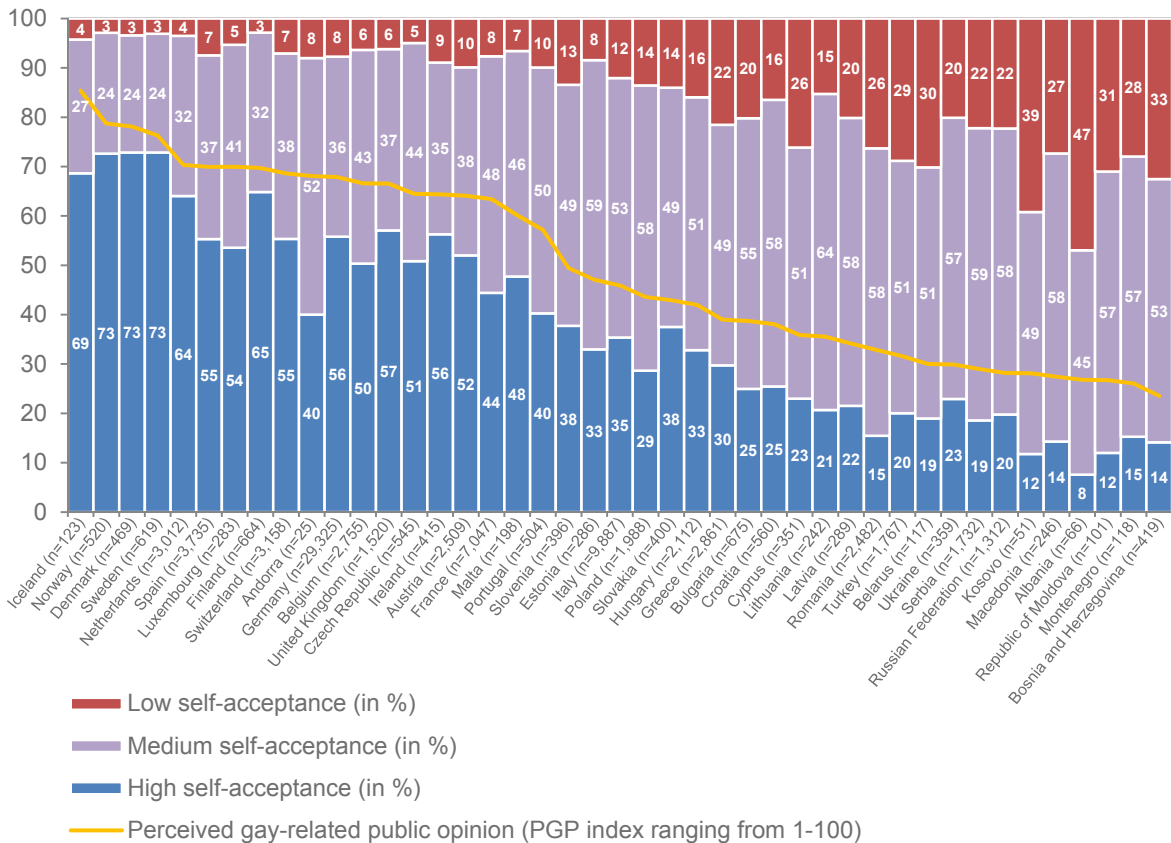 100
90
80
70
60
50
40
30
20
10
0
4 3 3 3 4 7 5 3 7 8 8 6 6 5 9 10 8 7 10 13 8 12 14 14 16 22 20 16 26 15 20 26 29 30 20 22 22 39 27 47 31 28 33
27 24 24 24 32 37 41 32 38 52 36 43 37 44 35 38 48 46 50 49 59 53 58 49 51 49 55 58 51 64 58 58 51 51 57 59 58 49 58 45 57 57 53
69 73 73 73 64 55 54 65 55 40 56 50 57 51 56 52 44 48 40 38 33 35 29 38 33 30 25 25 23 21 22 15 20 19 23 19 20 12 14 8 12 15 14
Iceland (n=123)
Norway (n=520)
Denmark (n=469)
Sweden (n=619)
Netherlands (n=3,012)
Spain (n=3,735)
Luxemborg (n=283)
Finnland (n=664)
Switzerland (n=3,158)
Andorra (n=25)
Germany (n=29,325)
Belgium (n=2,755)
United Kingdom (n=1,520)
Czech Republic (n=545)
Ireland (n=415)
Austria (n=2,509)
France (n=7,047)
Malta (n=198)
Portugal (n=504)
Slovenia (n=396)
Estonia (n=286)
Italy (n=9,887)
Poland (n=1,988)
Slovakia (n=400)
Hungary (n=2,112)
Greece (n=2,861)
Bulgaria (n=675)
Croatia (n=560)
Cyprus (n=351)
Lithuania (n=242)
Latvia (n=289)
Romania (n=2,482)
Turkey (n=1,767)
Belarus (n=117)
Ukraine (n=359)
Serbia (n=1,732)
Russian Federation (n=1,312)
Kosovo (n=51)
Macedonia (n=246)
Albania (n=66)
Republic of Moldova (n=101)
Montenegro (n=118)
Bosnia and Herzegovina (n=419)
Low self-acceptance (in %)
Medium self-acceptance (in %)
High self-acceptance (in %)
Perceived gay-related public opinion (PGP index ranging from 1-100)